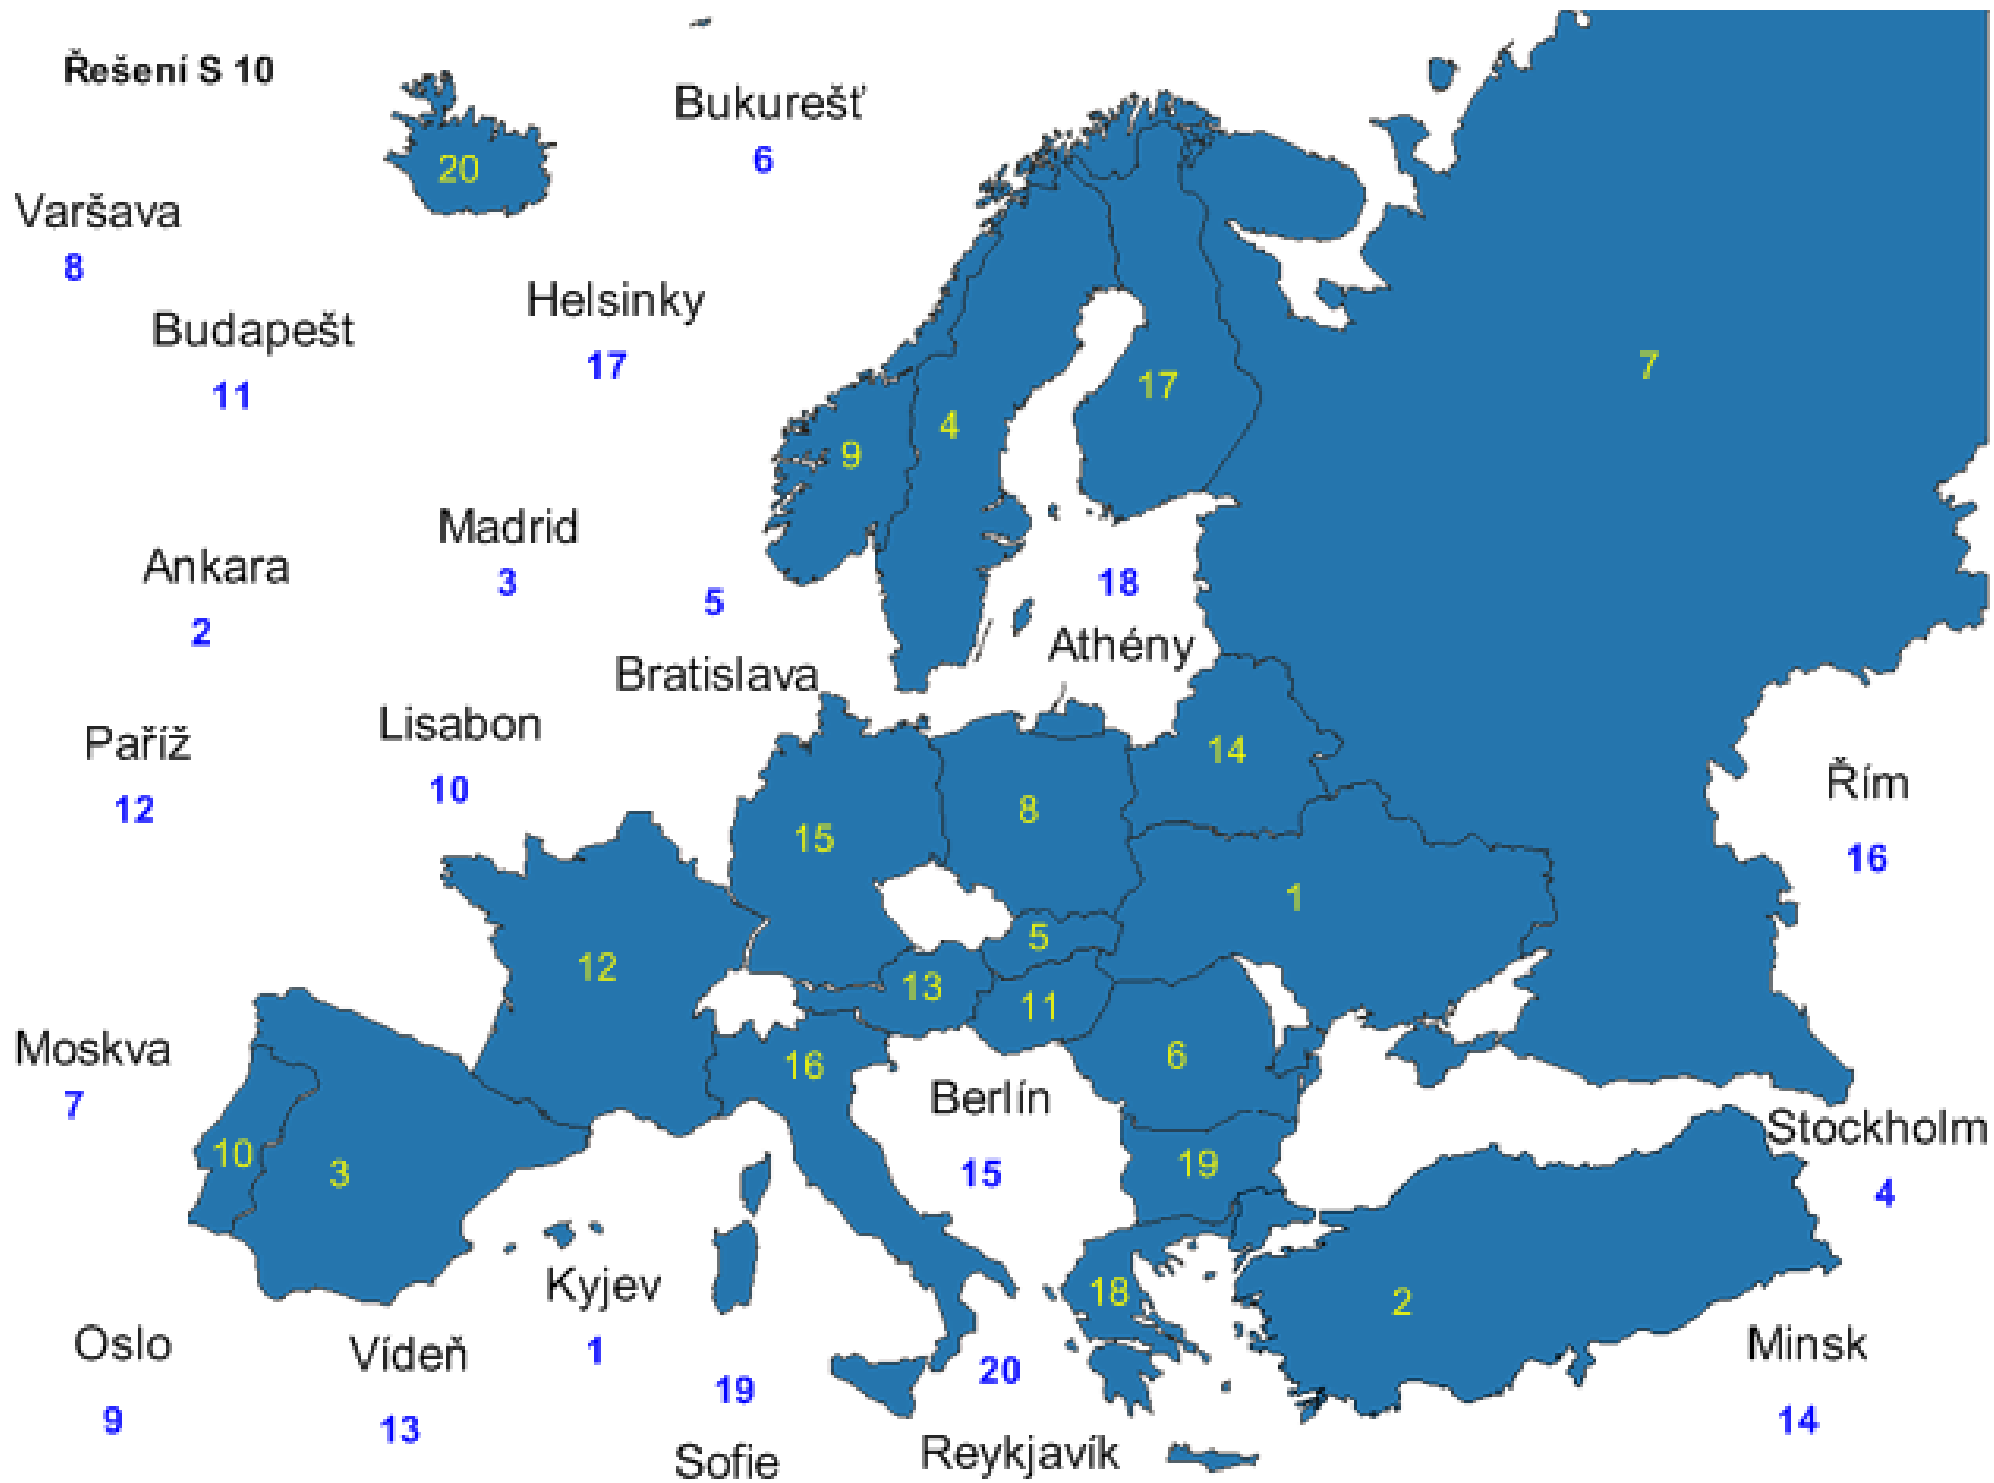 Řešení S 10
Bukurešť
6
20
Varšava
8
Helsinky
17
Budapešt
11
7
17
4
9
Madrid
3
Ankara
2
5
Bratislava
18
Athény
Paříž
12
Lisabon
10
14
Řím
16
8
15
1
5
12
13
11
Moskva
7
6
16
Berlín
15
Stockholm
4
10
3
19
Kyjev
1
18
2
Oslo
9
Vídeň
13
19
Sofie
20
Reykjavík
Minsk
14